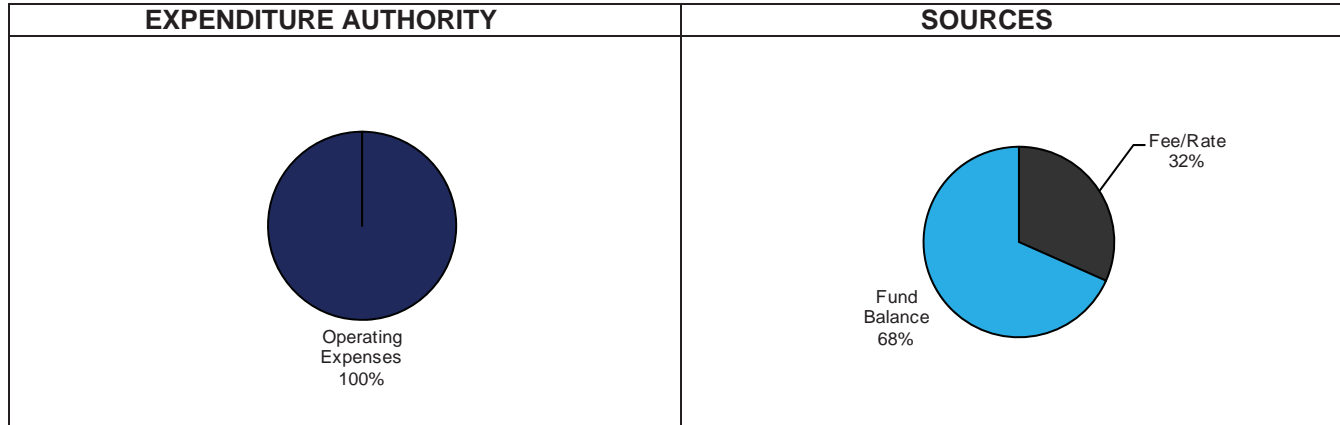 EXPENDITURE AUTHORITY
SOURCES
Operating
Expenses
100%
Fee/Rate
32%
Fund
Balance
68%